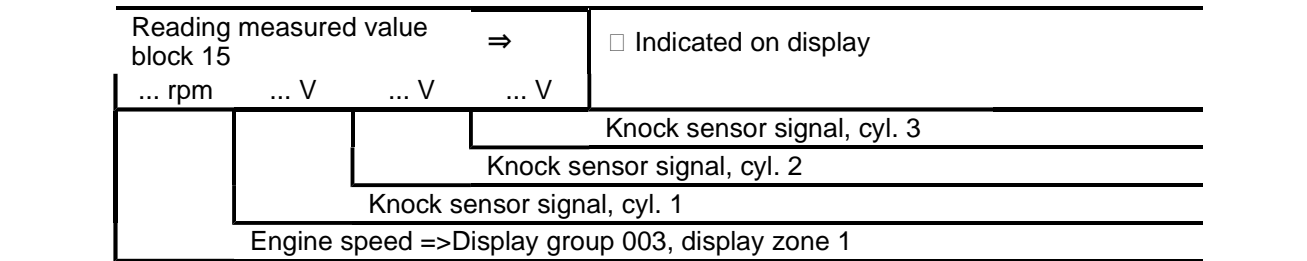 Reading measured value
block 15
⇒
□ Indicated on display
... rpm ... V ... V ... V
Knock sensor signal, cyl. 3
Knock sensor signal, cyl. 2
Knock sensor signal, cyl. 1
Engine speed =>Display group 003, display zone 1